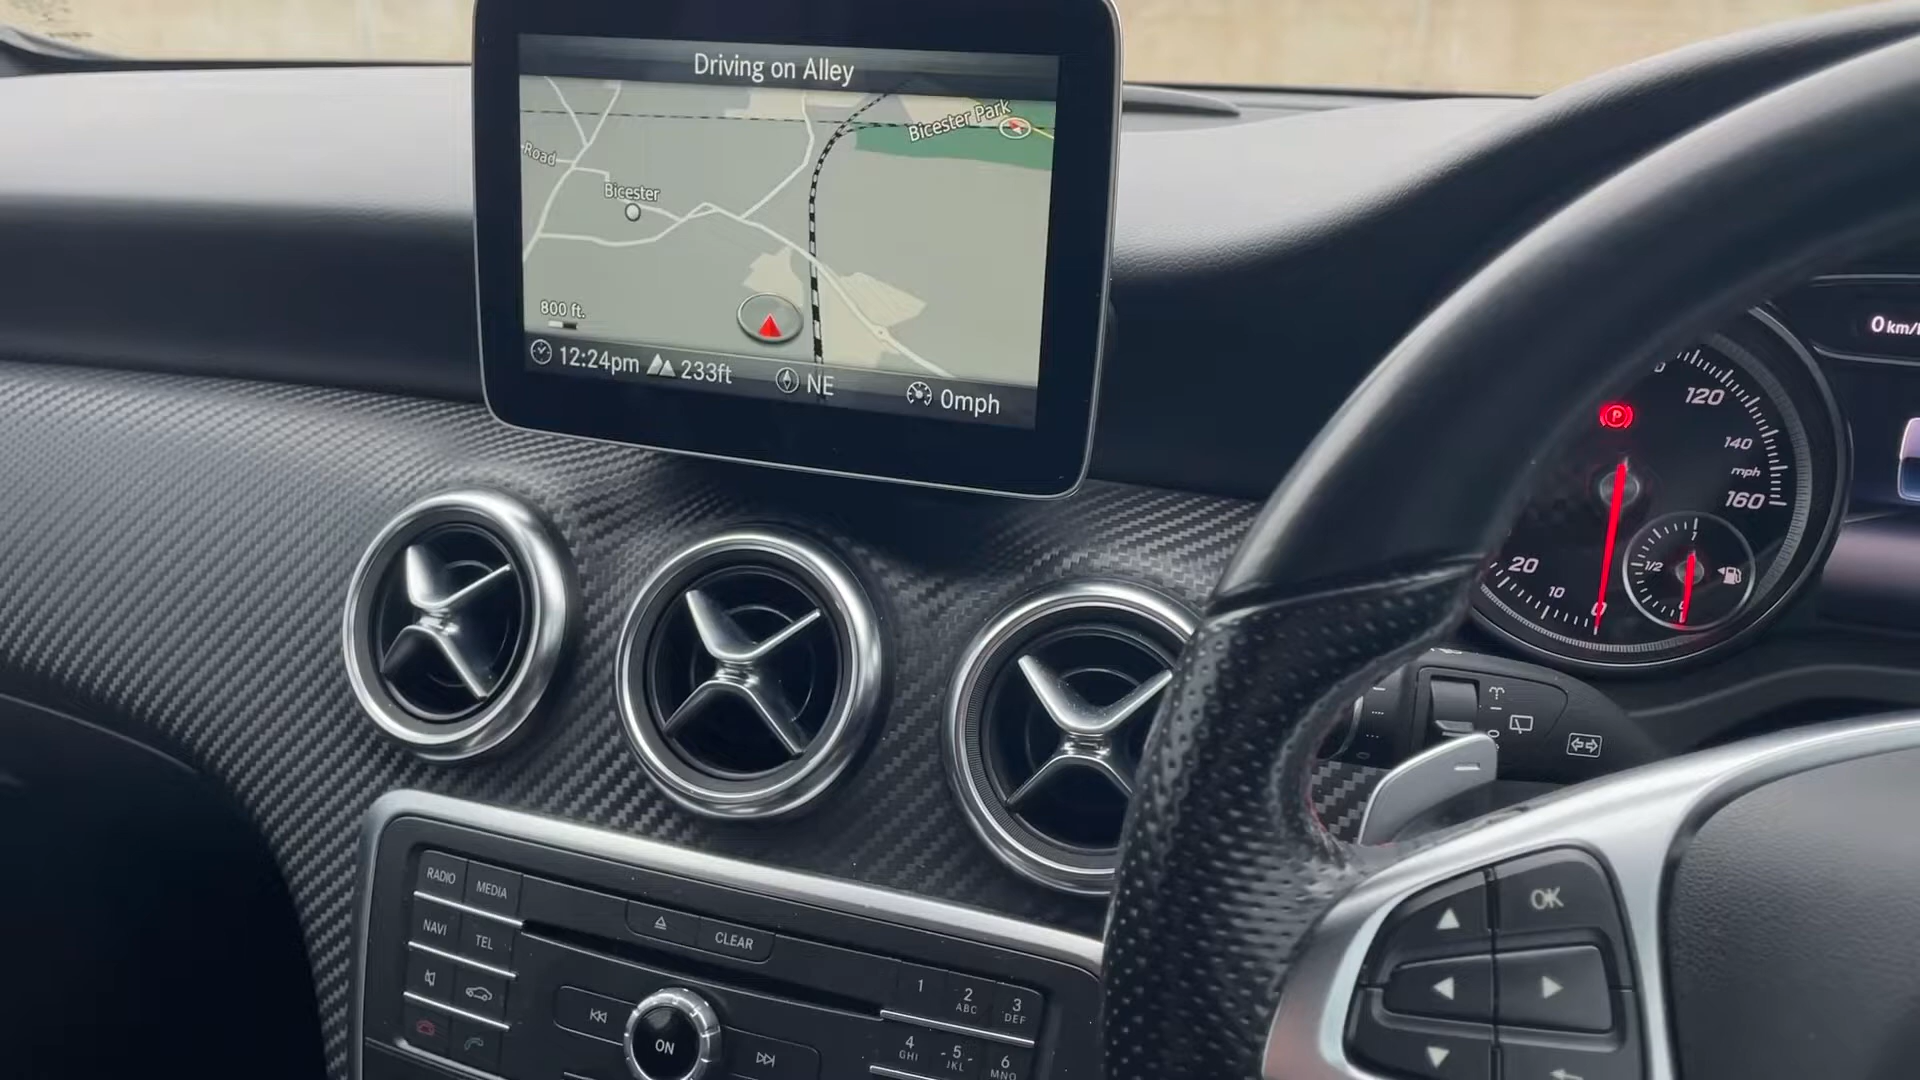 Driving on Alley
Bicester Park
Road
Bicester
800 ft.
12:24pm 233ft NE 0mph
0 km/
120
140
mph
160
P
20
10
0
1
1/2
0
RADIO MEDIA
NAVI TEL
CLEAR
ON
1 2 3
ABC DEF
4 5 6
GHI JKL MNO
OK